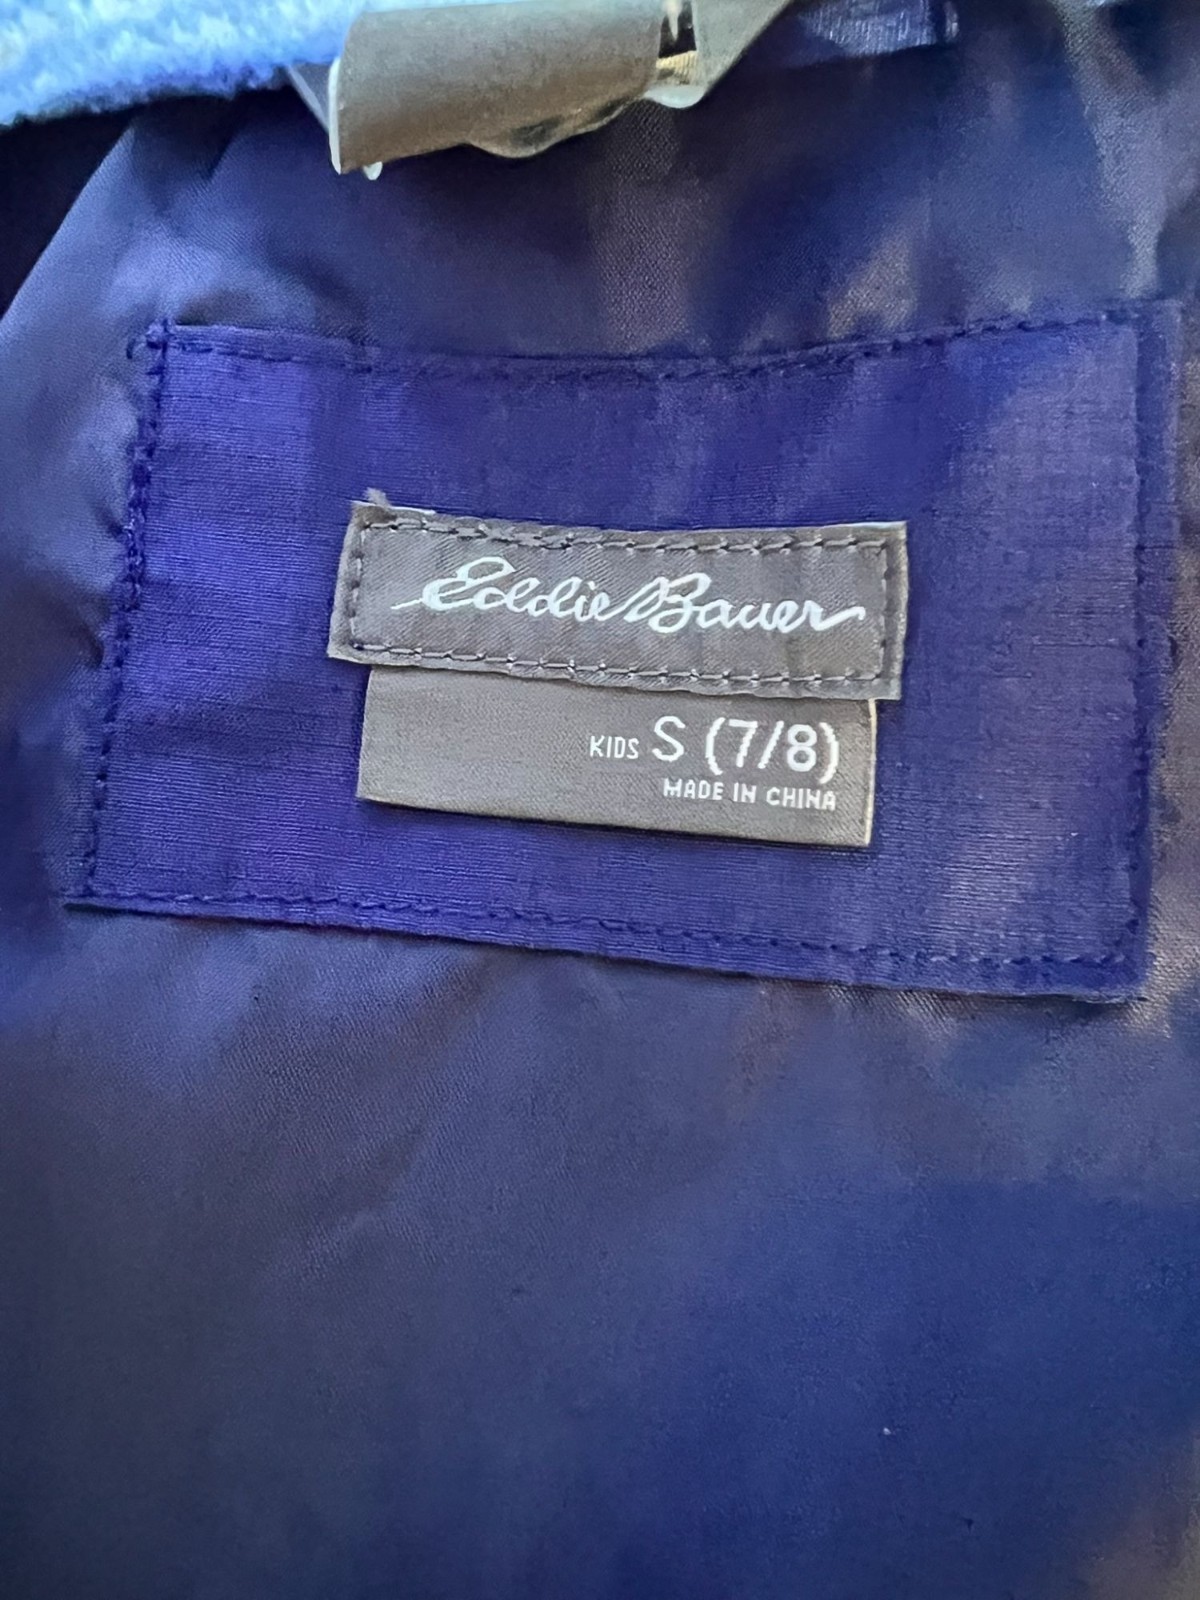 Eddie Bauer
KIDS S (7/8)
MADE IN CHINA